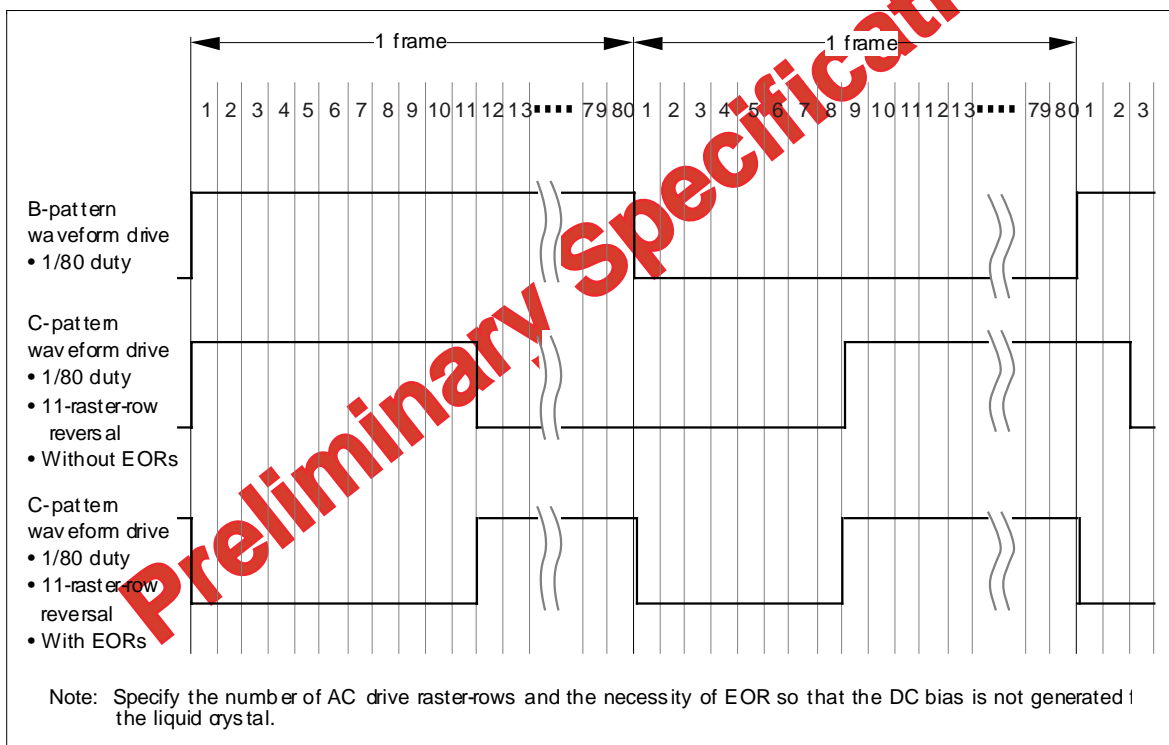 1 frame 1 frame
1 2 3 4 5 6 7 8 9 10 11 12 13 79 80 1 2 3 4 5 6 7 8 9 10 11 12 13 79 80 1 2 3
B-pattern
waveform drive
• 1/80 duty
C-pattern
waveform drive
• 1/80 duty
• 11-raster-row
reversal
• Without EORs
C-pattern
waveform drive
• 1/80 duty
• 11-raster-row
reversal
• With EORs
Preliminary Specificati
Note: Specify the number of AC drive raster-rows and the necessity of EOR so that the DC bias is not generated
the liquid crystal.